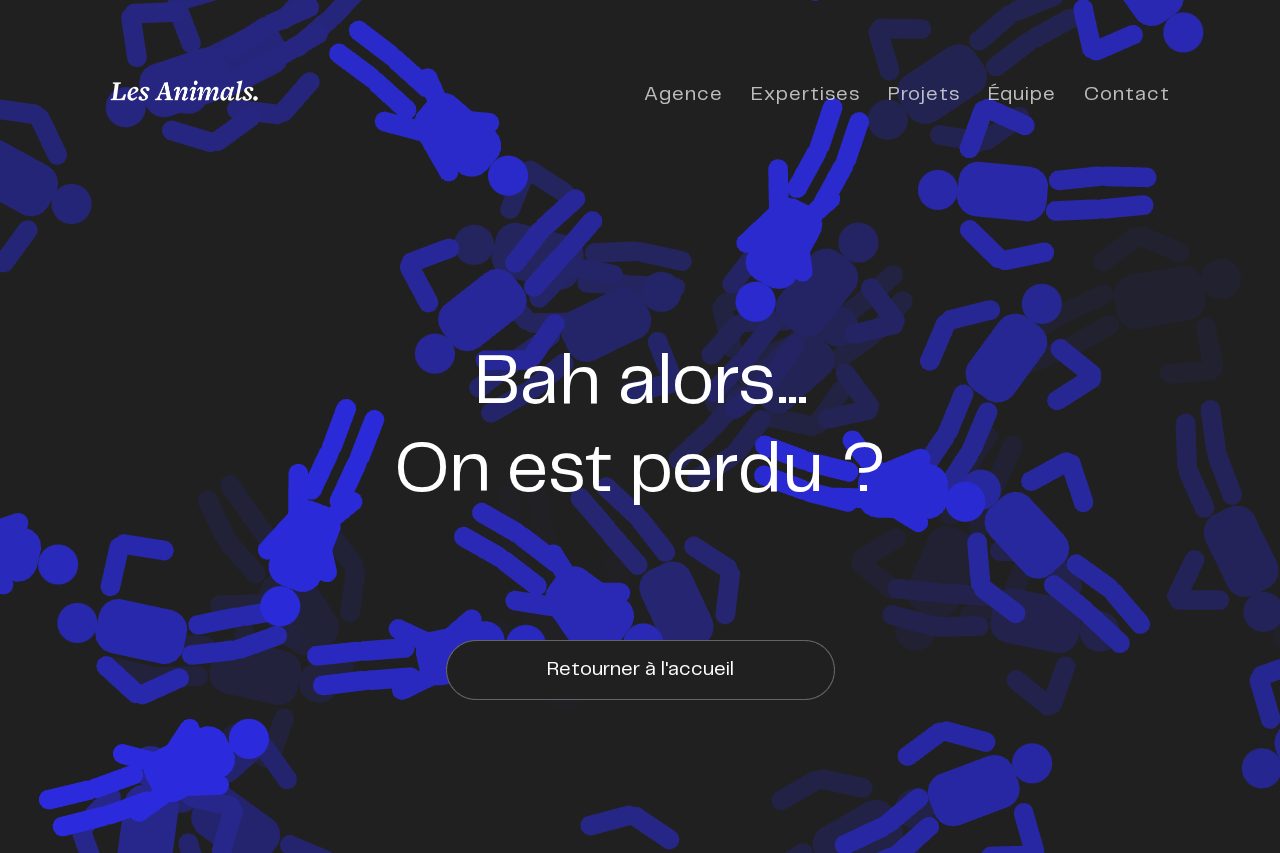 Les Animals.
Agence Expertises Projets Équipe Contact
Bah alors...
On est perdu ?
Retourner à l'accueil